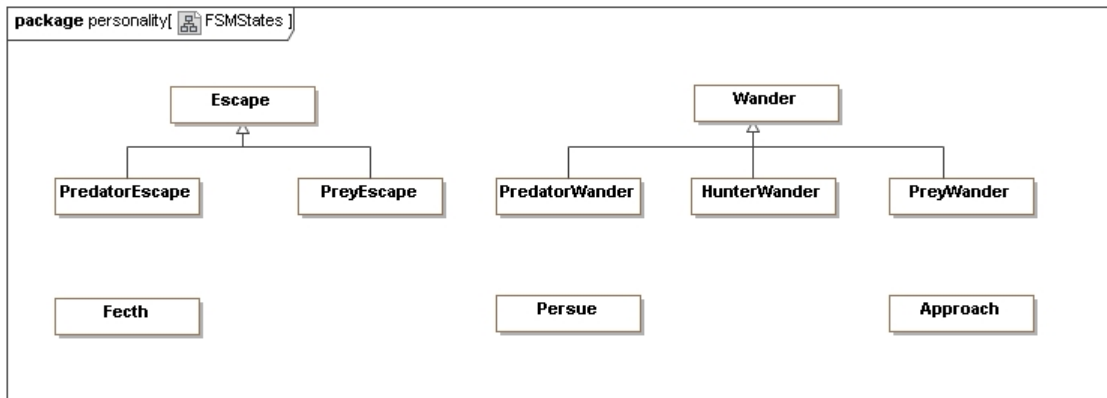 package personality[ FSMStates ]
Escape
Wander
PredatorEscape
PreyEscape
PredatorWander
HunterWander
PreyWander
Fecth
Persue
Approach